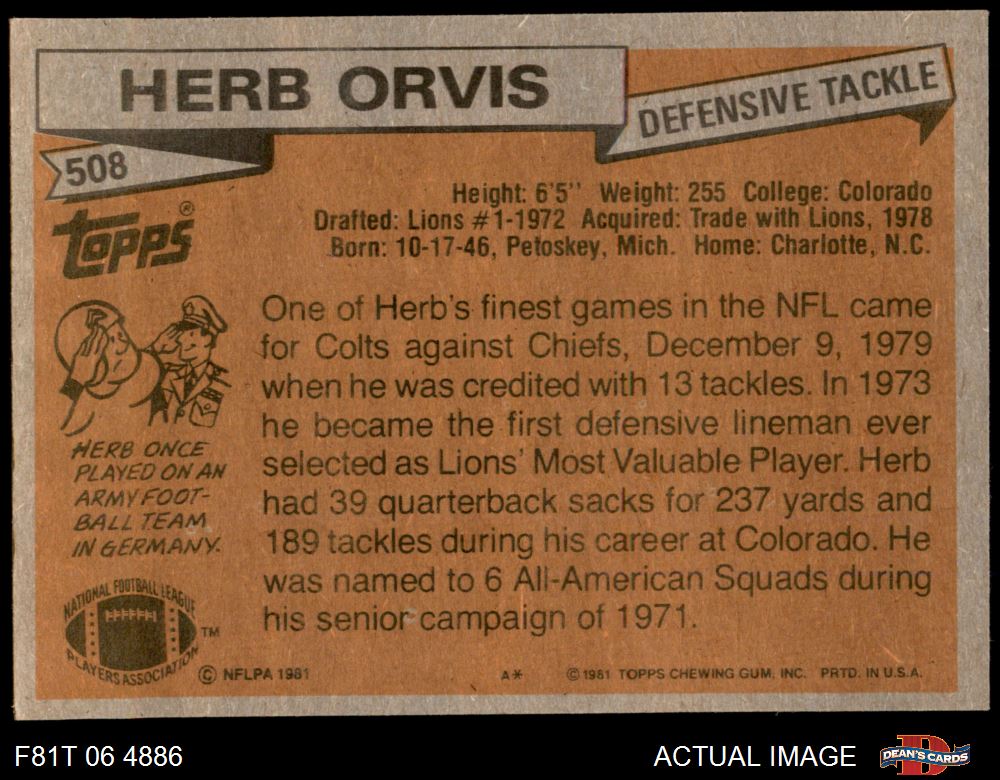 HERB ORVIS
DEFENSIVE TACKLE
508
topps®
Height: 6'5'' Weight: 255 College: Colorado
Drafted: Lions #1-1972 Acquired: Trade with Lions, 1978
Born: 10-17-46, Petoskey, Mich. Home: Charlotte, N.C.
One of Herb's finest games in the NFL came
for Colts against Chiefs, December 9, 1979
when he was credited with 13 tackles. In 1973
he became the first defensive lineman ever
selected as Lions' Most Valuable Player. Herb
had 39 quarterback sacks for 237 yards and
189 tackles during his career at Colorado. He
was named to 6 All-American Squads during
his senior campaign of 1971.
HERB ONCE
PLAYED ON AN
ARMY FOOT-
BALL TEAM
IN GERMANY.
NATIONAL FOOTBALL LEAGUE
PLAYERS ASSOCIATION
TM
© NFLPA 1981
A*
© 1981 TOPPS CHEWING GUM, INC. PRTD. IN U.S.A.
F81T 06 4886
ACTUAL IMAGE
D
DEAN'S CARDS